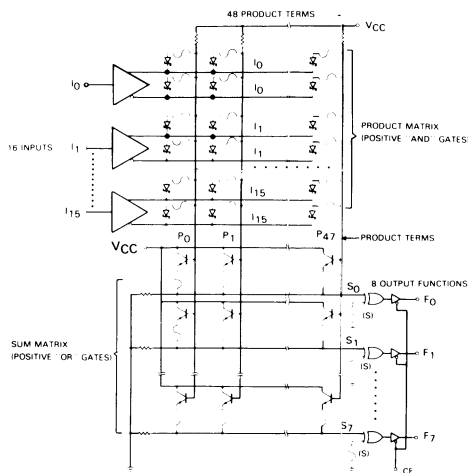 48 PRODUCT TERMS
VCC
I0
I0
I0
PRODUCT MATRIX
(POSITIVE "AND" GATES)
16 INPUTS
I1
I1
I1
I15
I15
I15
P0
P1
P47
PRODUCT TERMS
VCC
8 OUTPUT FUNCTIONS
S0
(S)
F0
SUM MATRIX
(POSITIVE "OR" GATES)
S1
(S)
F1
S7
(S)
F7
CE